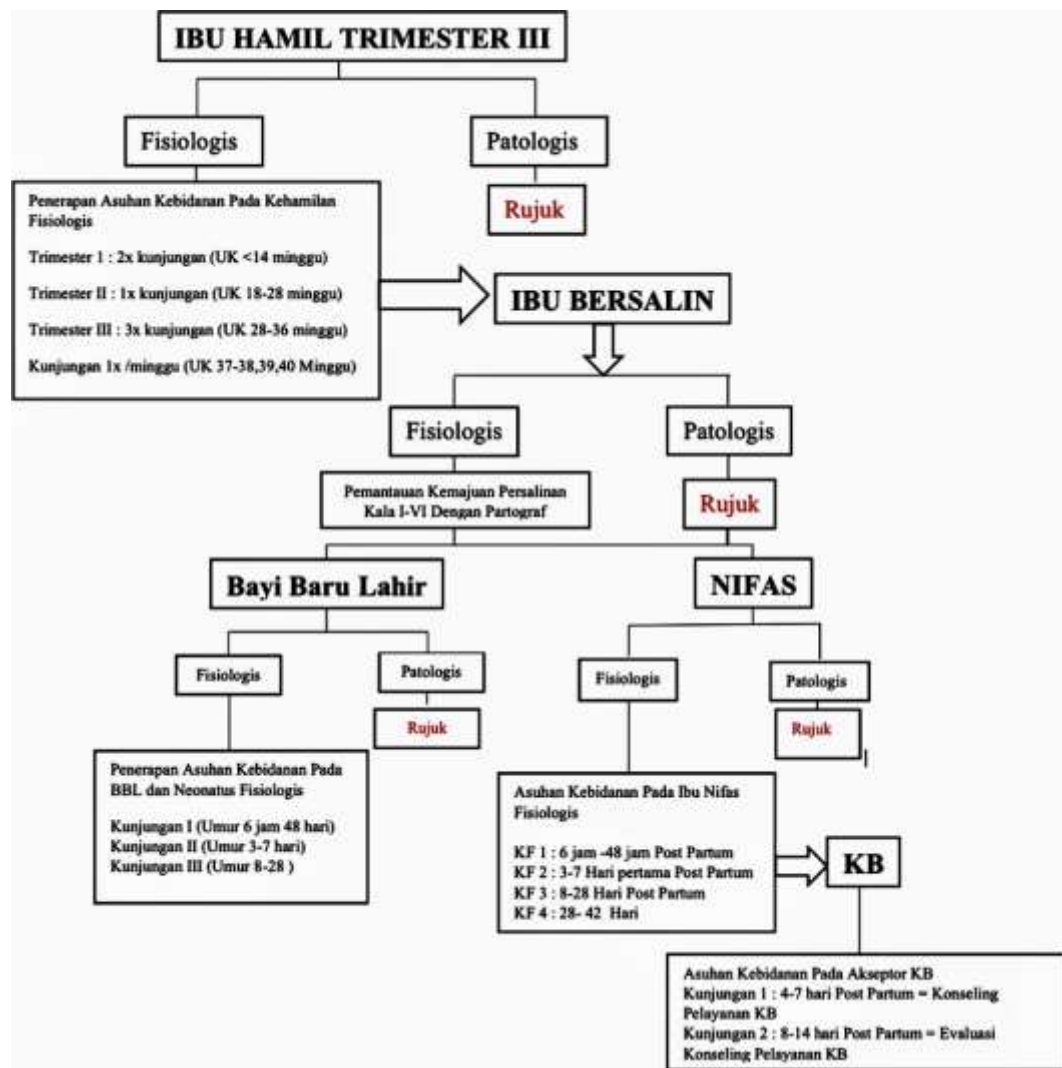 IBU HAMIL TRIMESTER III
Fisiologis
Patologis
Penerapan Asuhan Kebidanan Pada Kehamilan
Fisiologis
Trimester 1 : 2x kunjungan (UK <14 minggu)
Trimester II : 1x kunjungan (UK 18-28 minggu)
Trimester III : 3x kunjungan (UK 28-36 minggu)
Kunjungan 1x /minggu (UK 37-38,39,40 Minggu)
Rujuk
IBU BERSALIN
Fisiologis
Patologis
Pemantauan Kemajuan Persalinan
Kala I-VI Dengan Partograf
Rujuk
Bayi Baru Lahir
NIFAS
Fisiologis
Patologis
Rujuk
Fisiologis
Patologis
Rujuk
Penerapan Asuhan Kebidanan Pada
BBL dan Neonatus Fisiologis
Kunjungan I (Umur 6 jam 48 hari)
Kunjungan II (Umur 3-7 hari)
Kunjungan III (Umur 8-28 )
Asuhan Kebidanan Pada Ibu Nifas
Fisiologis
KF 1 : 6 jam -48 jam Post Partum
KF 2 : 3-7 Hari pertama Post Partum
KF 3 : 8-28 Hari Post Partum
KF 4 : 28- 42 Hari
KB
Asuhan Kebidanan Pada Akseptor KB
Kunjungan 1 : 4-7 hari Post Partum = Konseling
Pelayanan KB
Kunjungan 2 : 8-14 hari Post Partum = Evaluasi
Konseling Pelayanan KB